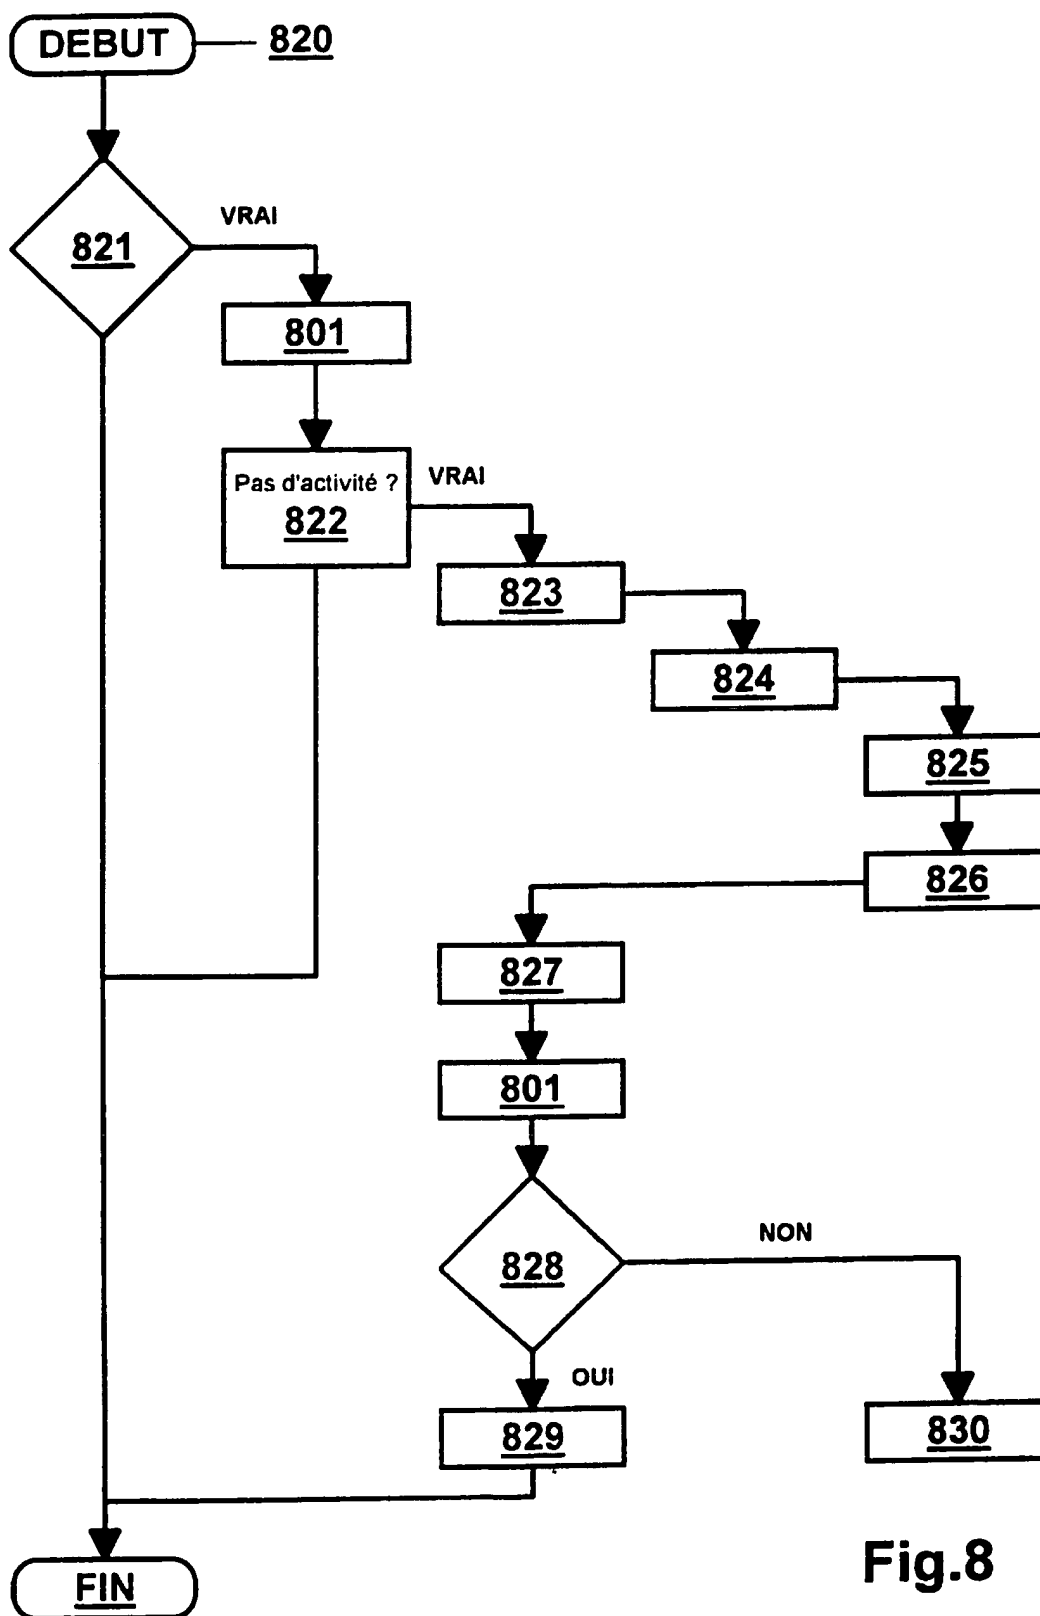 DEBUT
820
821
VRAI
801
Pas d'activité ?
822
VRAI
823
824
825
826
827
801
828
NON
OUI
829
830
FIN
Fig.8